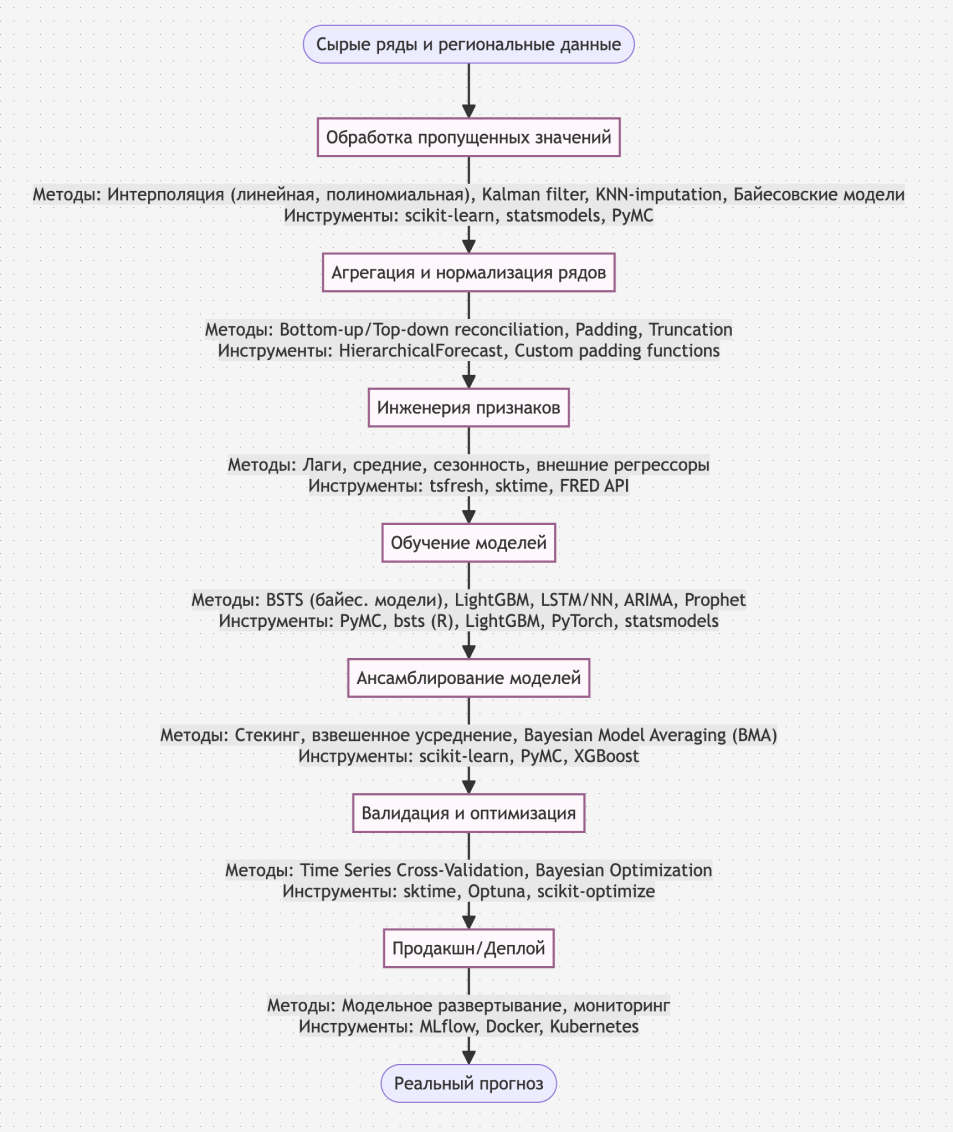 Сырые ряды и региональные данные
Обработка пропущенных значений
Методы: Интерполяция (линейная, полиномиальная), Kalman filter, KNN-imputation, Байесовские модели
Инструменты: scikit-learn, statsmodels, PyMC
Агрегация и нормализация рядов
Методы: Bottom-up/Top-down reconciliation, Padding, Truncation
Инструменты: HierarchicalForecast, Custom padding functions
Инженерия признаков
Методы: Лаги, средние, сезонность, внешние регрессоры
Инструменты: tsfresh, sktime, FRED API
Обучение моделей
Методы: BSTS (байес. модели), LightGBM, LSTM/NN, ARIMA, Prophet
Инструменты: PyMC, bsts (R), LightGBM, PyTorch, statsmodels
Ансамблирование моделей
Методы: Стекинг, взвешенное усреднение, Bayesian Model Averaging (BMA)
Инструменты: scikit-learn, PyMC, XGBoost
Валидация и оптимизация
Методы: Time Series Cross-Validation, Bayesian Optimization
Инструменты: sktime, Optuna, scikit-optimize
Продакшн/Деплой
Методы: Модельное развертывание, мониторинг
Инструменты: MLflow, Docker, Kubernetes
Реальный прогноз